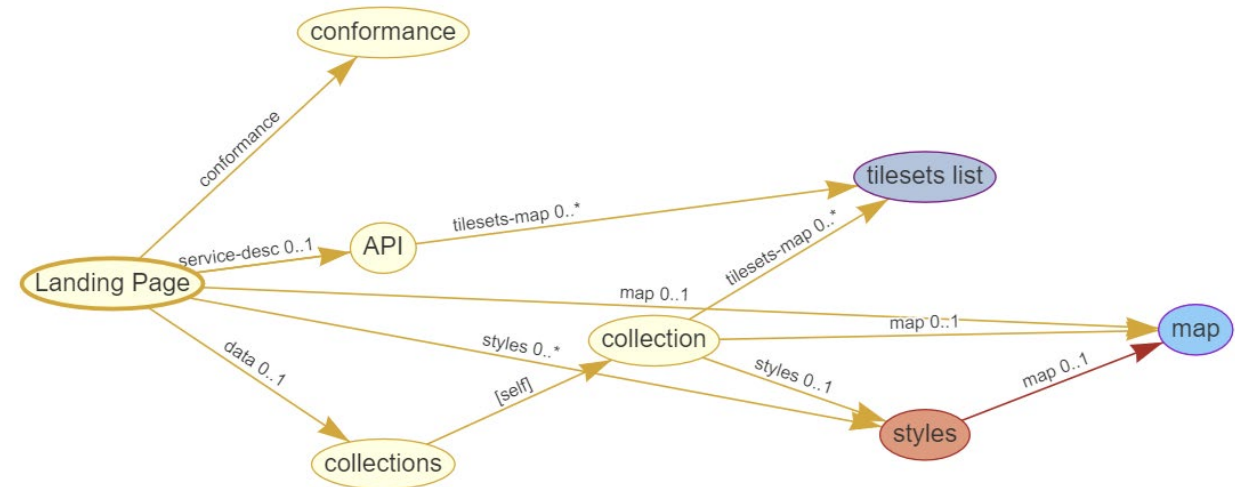 conformance
conformance
tilesets list
tilesets-map 0..*
service-desc 0..1
API
tilesets-map 0..*
Landing Page
map 0..1
map 0..1
map
styles 0..*
collection
data 0..1
styles 0..1
map 0..1
[self]
styles
collections